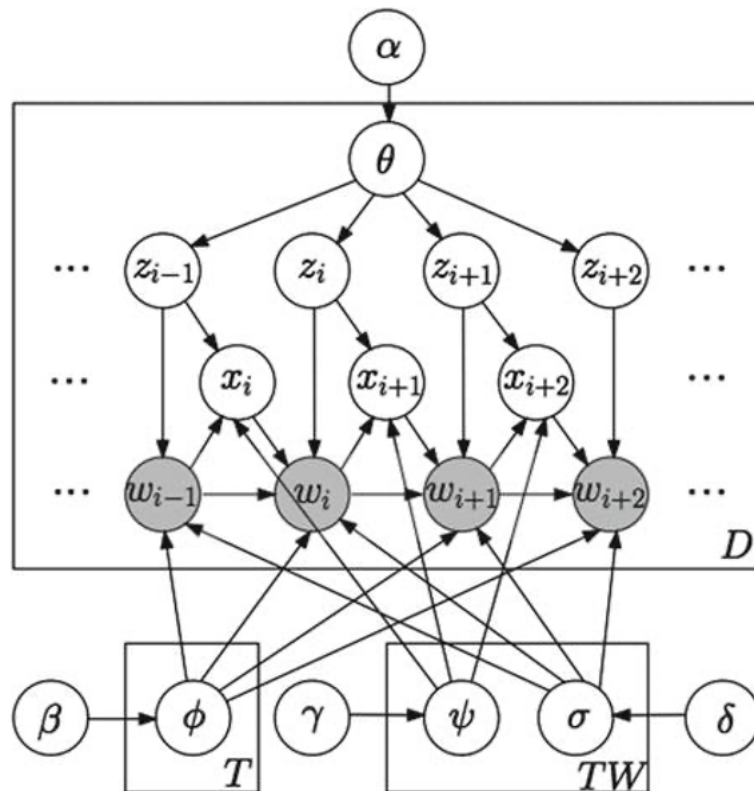 α
θ
... z_{i-1} z_i z_{i+1} z_{i+2} ...
... x_i x_{i+1} x_{i+2} ...
... w_{i-1} w_i w_{i+1} w_{i+2} ...
D
β ϕ γ ψ σ δ
T TW